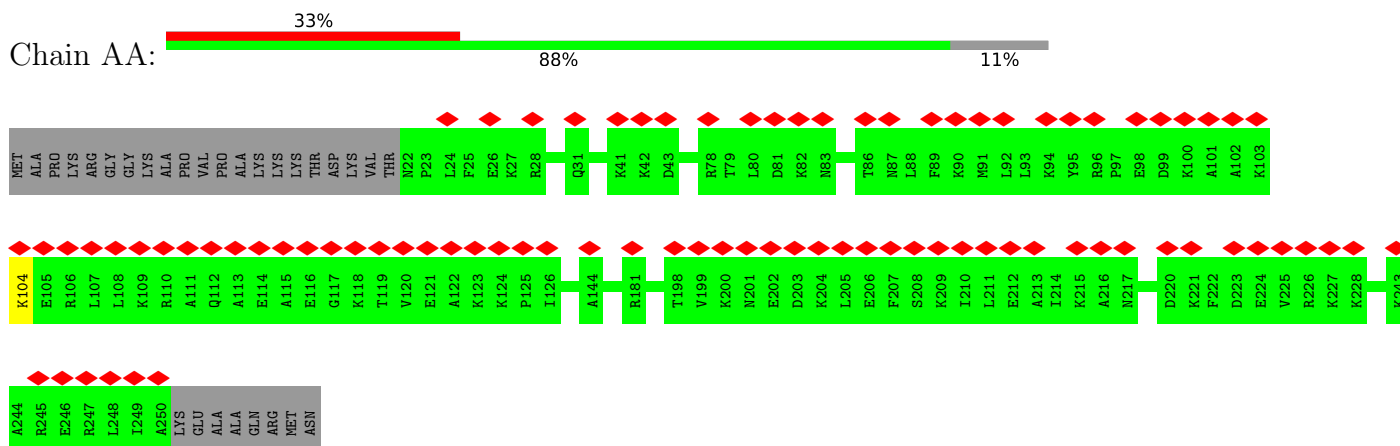 33%
Chain AA:
88% 11%
MET ALA PRO LYS ARG GLY GLY LYS ALA PRO VAL PRO ALA LYS LYS LYS THR ASP LYS VAL THR N22 P23 L24 F25 E26 K27 R28 Q31 K41 K42 D43 R78 T79 L80 D81 K82 N83 T86 N87 L88 F89 K90 M91 L92 L93 K94 Y95 R96 P97 E98 D99 K100 A101 A102 K103
K104 E105 R106 L107 L108 K109 R110 A111 Q112 A113 E114 A115 E116 G117 K118 T119 V120 E121 A122 K123 K124 P125 I126 A144 R181 T198 V199 K200 N201 E202 D203 K204 L205 E206 F207 S208 K209 I210 L211 E212 A213 I214 K215 A216 N217 D220 K221 F222 D223 E224 V225 R226 K227 K228 K243
A244 R245 E246 R247 L248 I249 A250 LYS GLU ALA ALA GLN ARG MET ASN